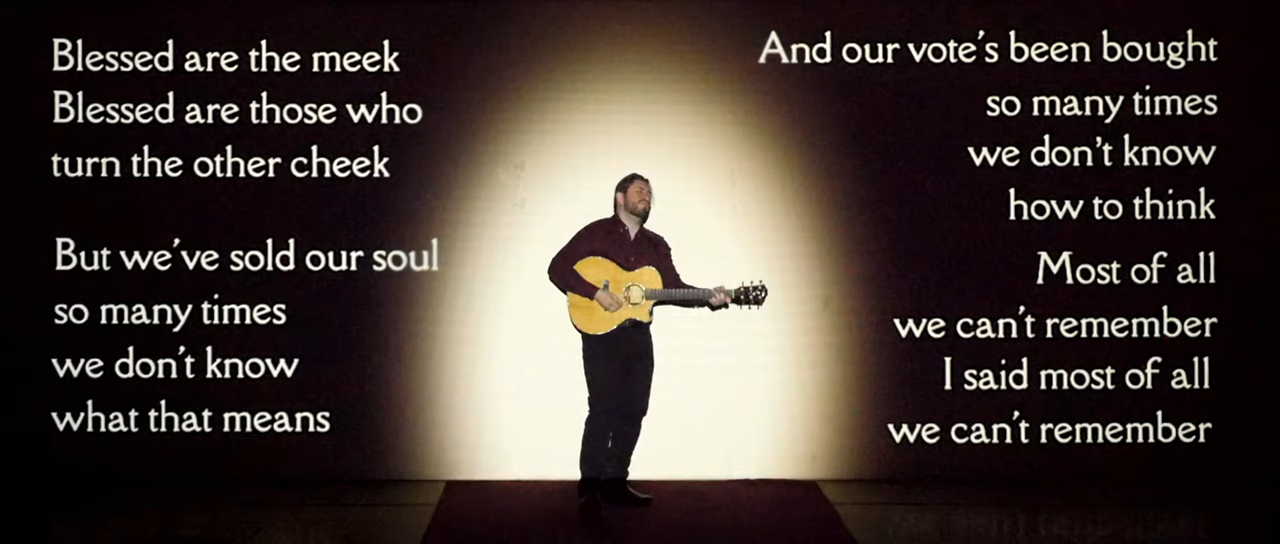 Blessed are the meek
Blessed are those who
turn the other cheek
But we've sold our soul
so many times
we don't know
what that means
And our vote's been bought
so many times
we don't know
how to think
Most of all
we can't remember
I said most of all
we can't remember